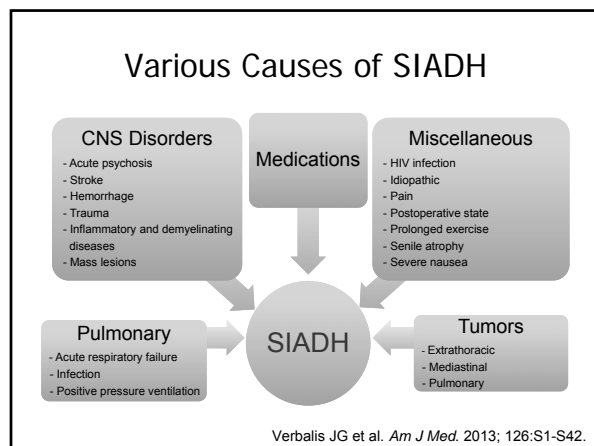 Various Causes of SIADH
CNS Disorders
- Acute psychosis
- Stroke
- Hemorrhage
- Trauma
- Inflammatory and demyelinating
diseases
- Mass lesions
Medications
Miscellaneous
- HIV infection
- Idiopathic
- Pain
- Postoperative state
- Prolonged exercise
- Senile atrophy
- Severe nausea
Pulmonary
- Acute respiratory failure
- Infection
- Positive pressure ventilation
SIADH
Tumors
- Extrathoracic
- Mediastinal
- Pulmonary
Verbalis JG et al. Am J Med. 2013; 126:S1-S42.